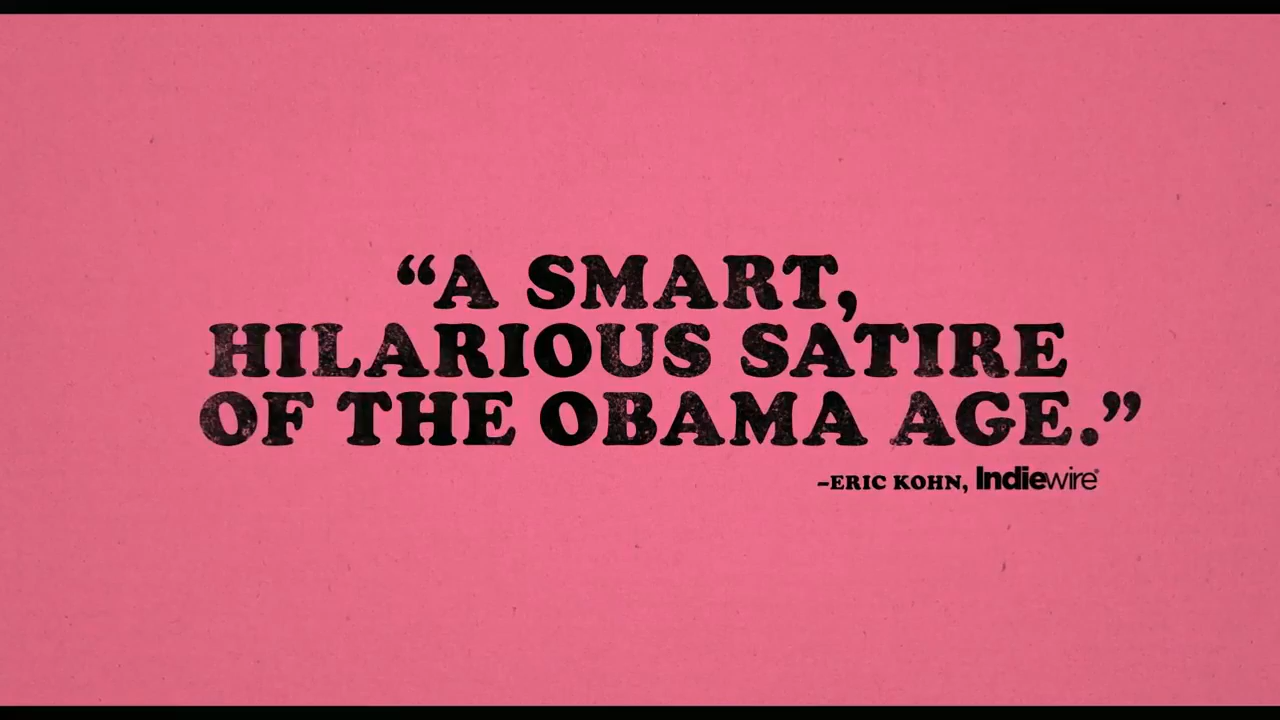 “A SMART,
HILARIOUS SATIRE
OF THE OBAMA AGE.”
–ERIC KOHN, Indiewire®